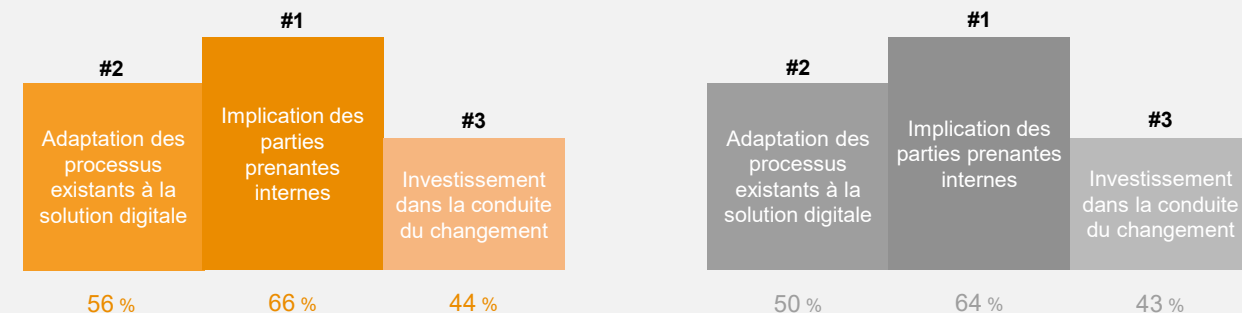 #1
#2
#3
Adaptation des
processus
existants à la
solution digitale
Implication des
parties
prenantes
internes
Investissement
dans la conduite
du changement
56 %
66 %
44 %
#1
#2
#3
Adaptation des
processus
existants à la
solution digitale
Implication des
parties prenantes
internes
Investissement
dans la conduite
du changement
50 %
64 %
43 %